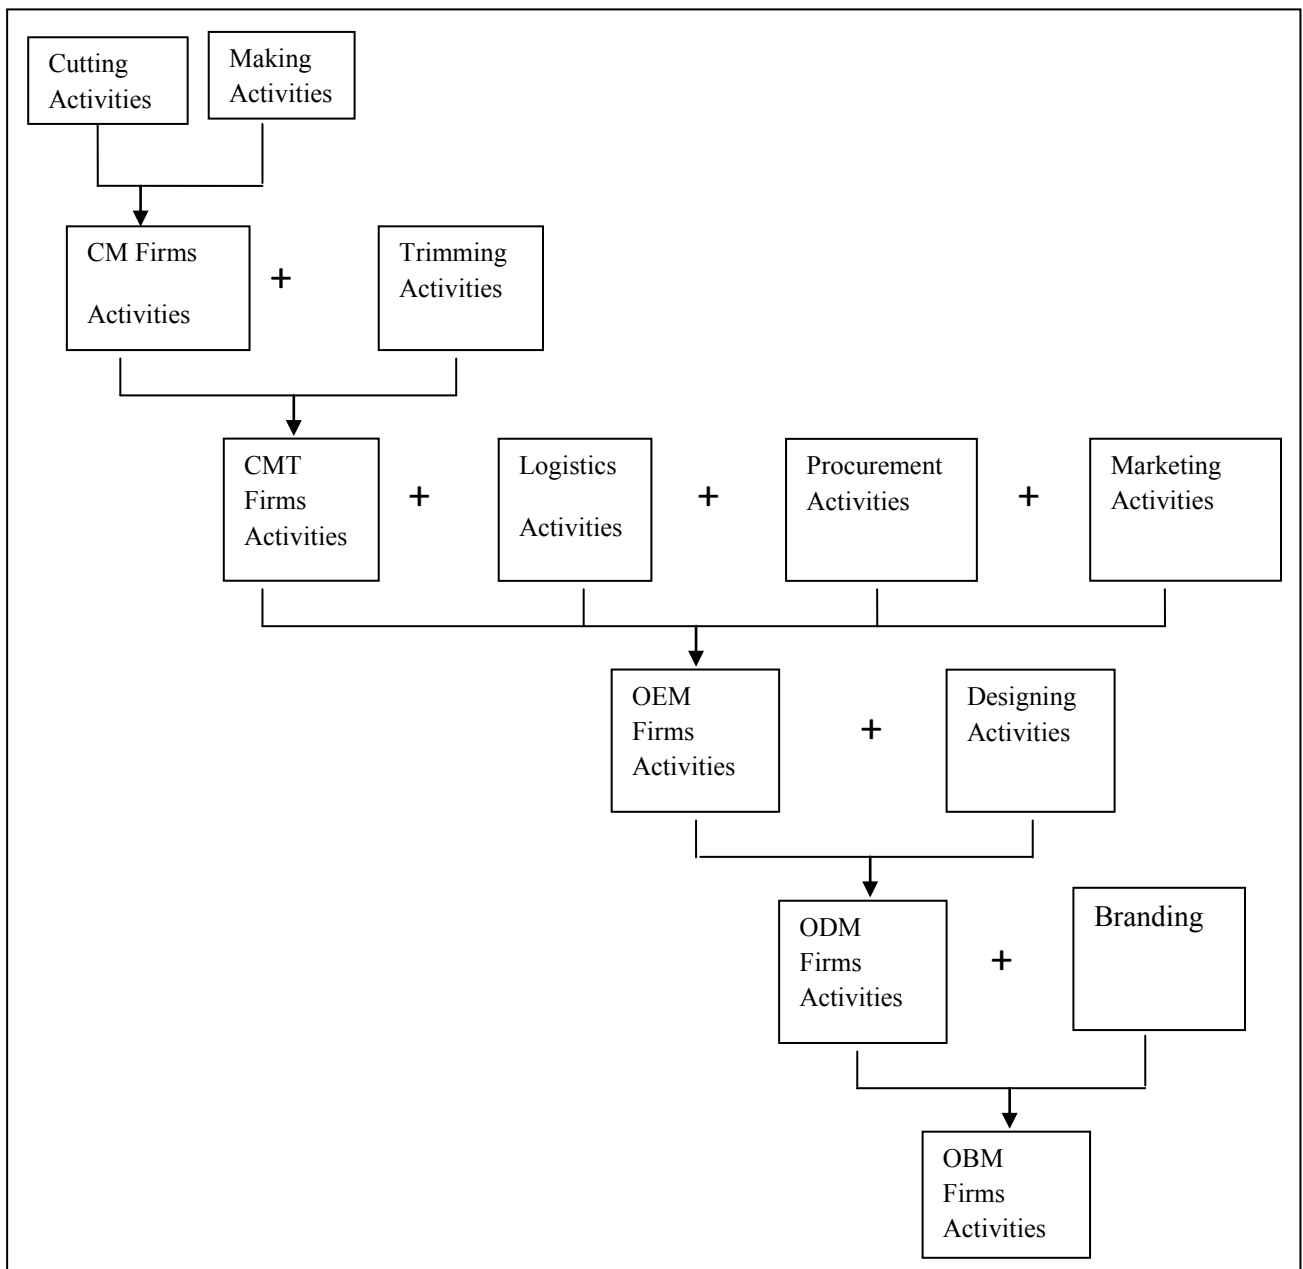 Cutting
Activities
Making
Activities
CM Firms
Activities
+
Trimming
Activities
CMT
Firms
Activities
+
Logistics
Activities
+
Procurement
Activities
+
Marketing
Activities
OEM
Firms
Activities
+
Designing
Activities
ODM
Firms
Activities
+
Branding
OBM
Firms
Activities